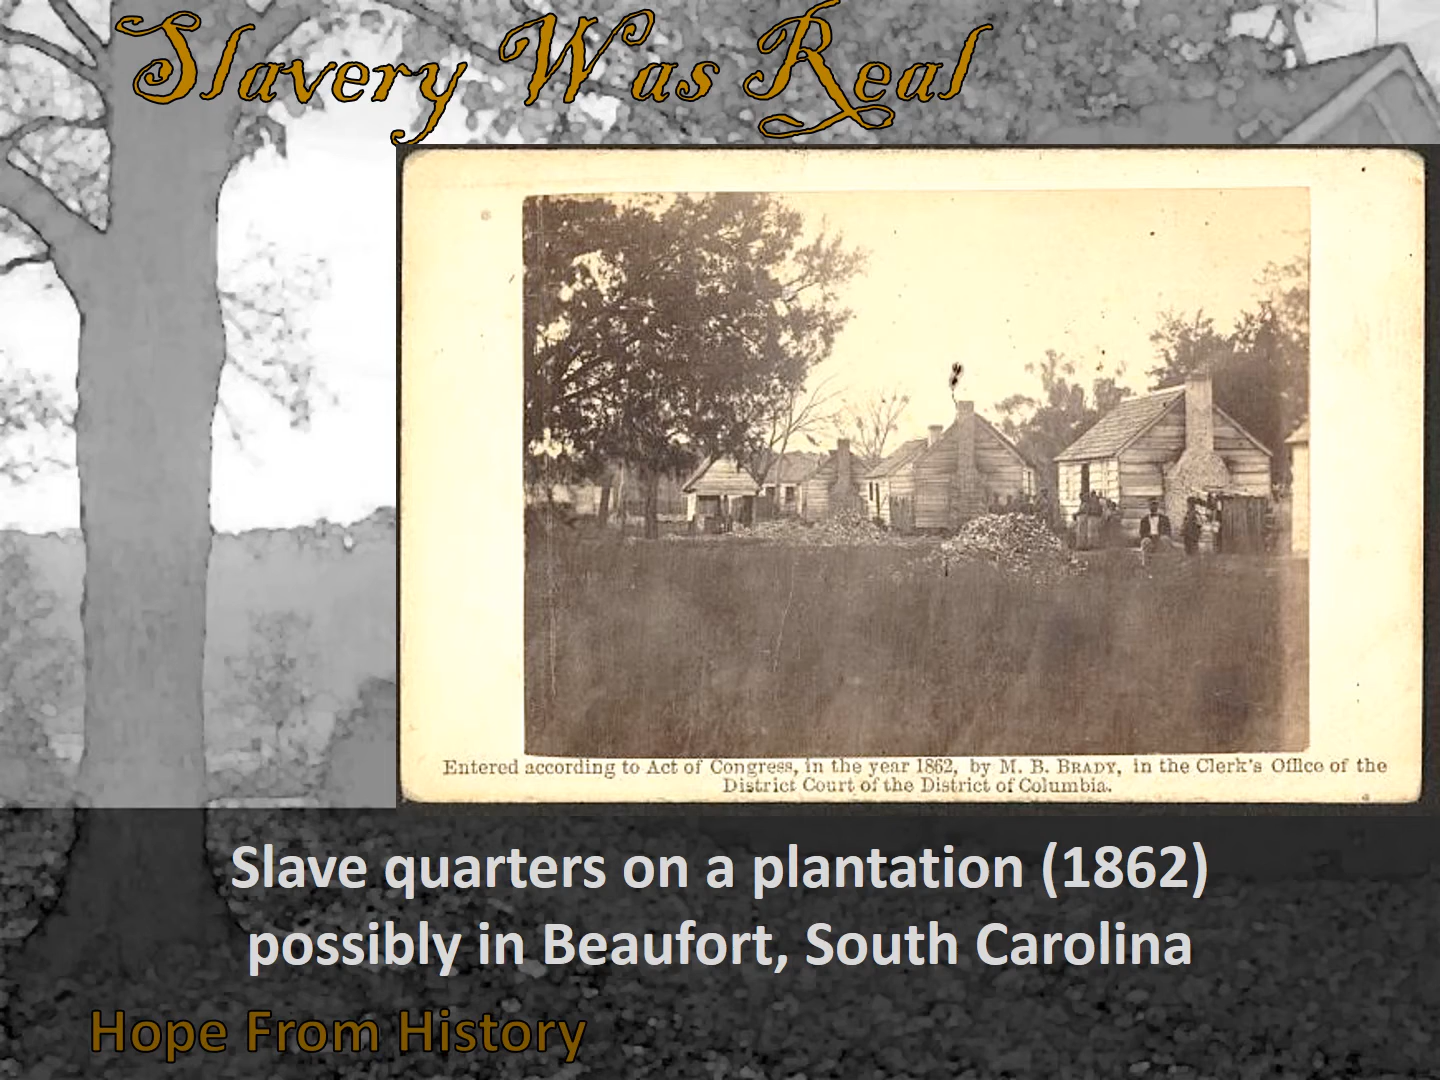 Slavery Was Real
Entered according to Act of Congress, in the year 1862, by M. B. BRADY, in the Clerk's Office of the
District Court of the District of Columbia.
Slave quarters on a plantation (1862)
possibly in Beaufort, South Carolina
Hope From History